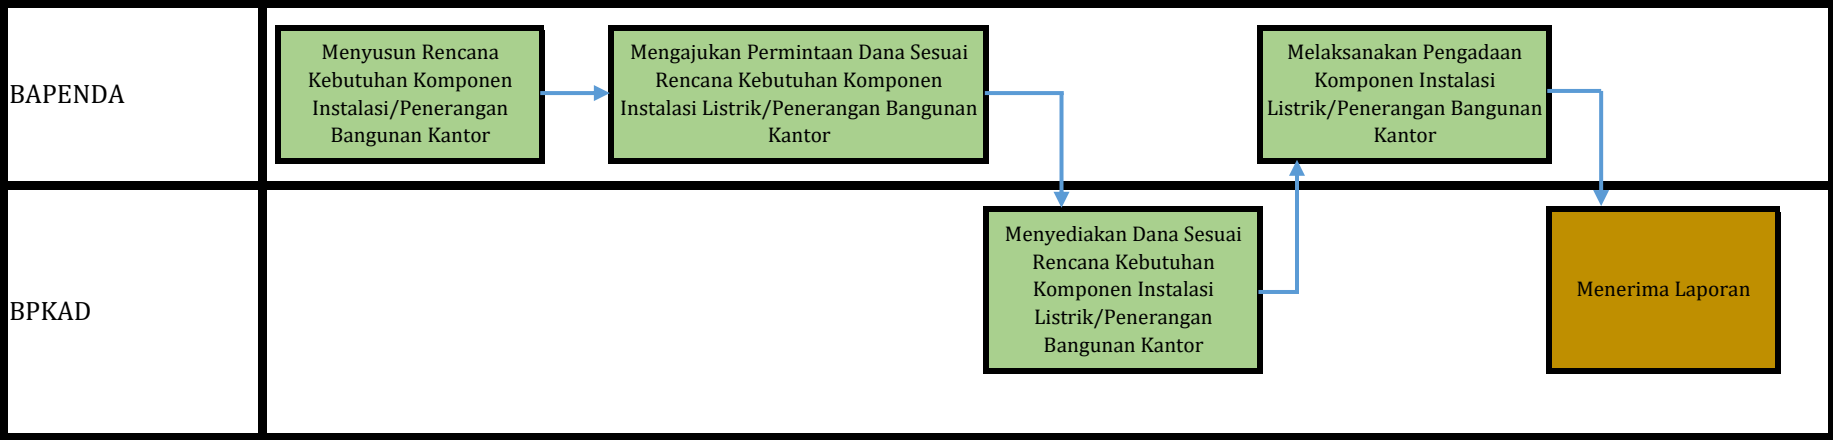 BAPENDA
Menyusun Rencana
Kebutuhan Komponen
Instalasi/Penerangan
Bangunan Kantor
Mengajukan Permintaan Dana Sesuai
Rencana Kebutuhan Komponen
Instalasi Listrik/Penerangan Bangunan
Kantor
Melaksanakan Pengadaan
Komponen Instalasi
Listrik/Penerangan Bangunan
Kantor
BPKAD
Menyediakan Dana Sesuai
Rencana Kebutuhan
Komponen Instalasi
Listrik/Penerangan
Bangunan Kantor
Menerima Laporan